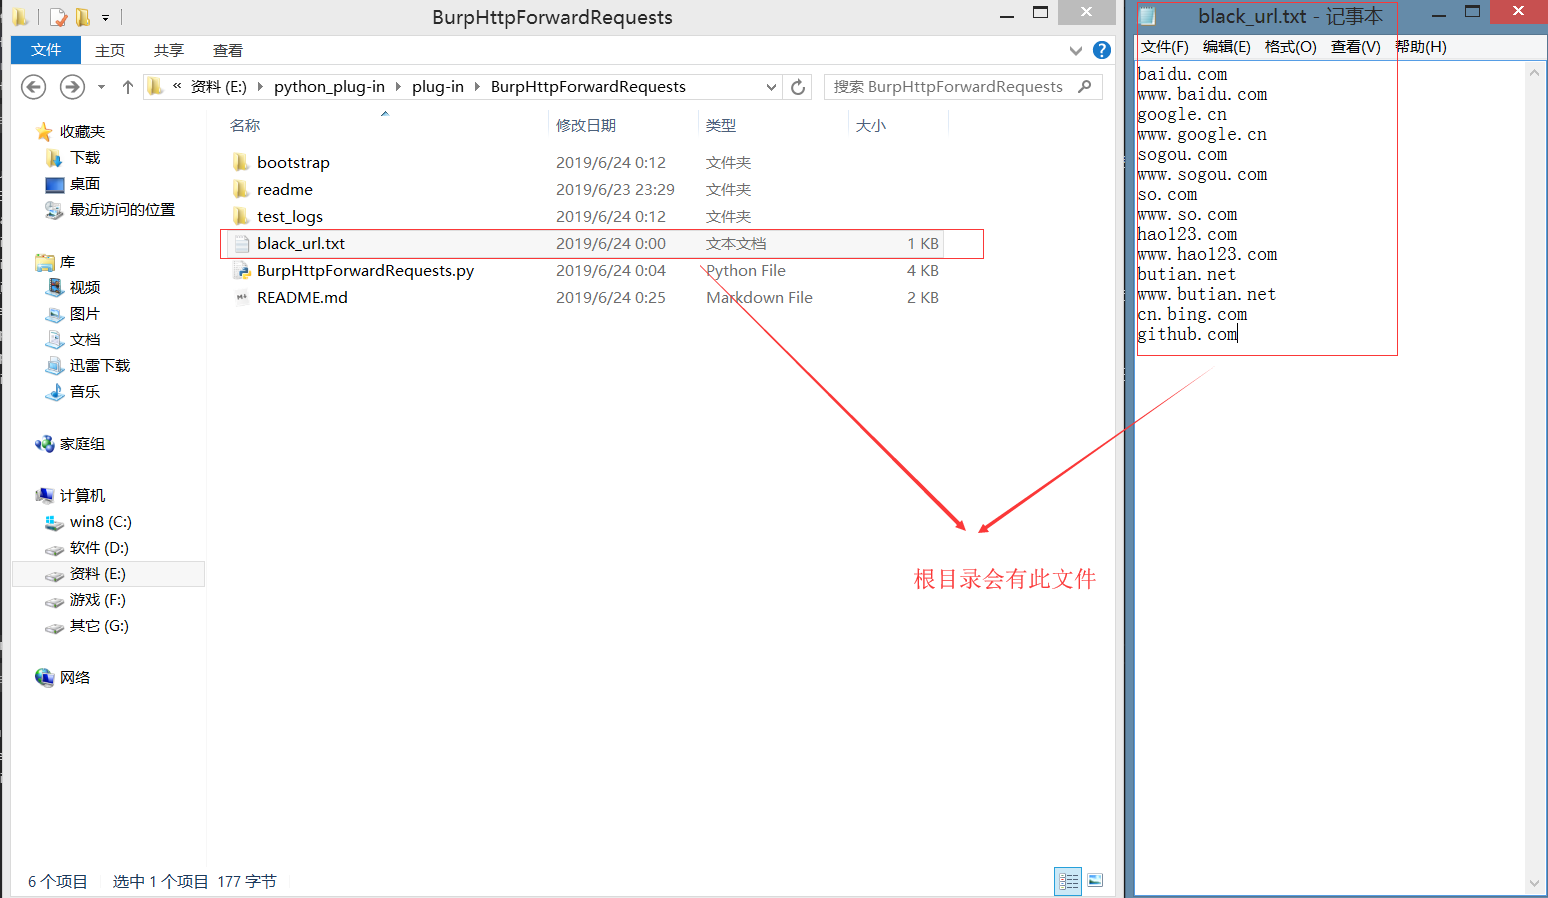 BurpHttpForwardRequests
文件 主页 共享 查看
« 资料 (E:) python_plug-in plug-in BurpHttpForwardRequests
搜索 BurpHttpForwardRequests
收藏夹
下载
桌面
最近访问的位置
库
视频
图片
文档
迅雷下载
音乐
家庭组
计算机
win8 (C:)
软件 (D:)
资料 (E:)
游戏 (F:)
其它 (G:)
网络
名称 修改日期 类型 大小
bootstrap 2019/6/24 0:12 文件夹
readme 2019/6/23 23:29 文件夹
test_logs 2019/6/24 0:12 文件夹
black_url.txt 2019/6/24 0:00 文本文档 1 KB
BurpHttpForwardRequests.py 2019/6/24 0:04 Python File 4 KB
README.md 2019/6/24 0:25 Markdown File 2 KB
根目录会有此文件
6 个项目 选中 1 个项目 177 字节
black_url.txt - 记事本
文件(F) 编辑(E) 格式(O) 查看(V) 帮助(H)
baidu.com
www.baidu.com
google.cn
www.google.cn
sogou.com
www.sogou.com
so.com
www.so.com
hao123.com
www.hao123.com
butian.net
www.butian.net
cn.bing.com
github.com